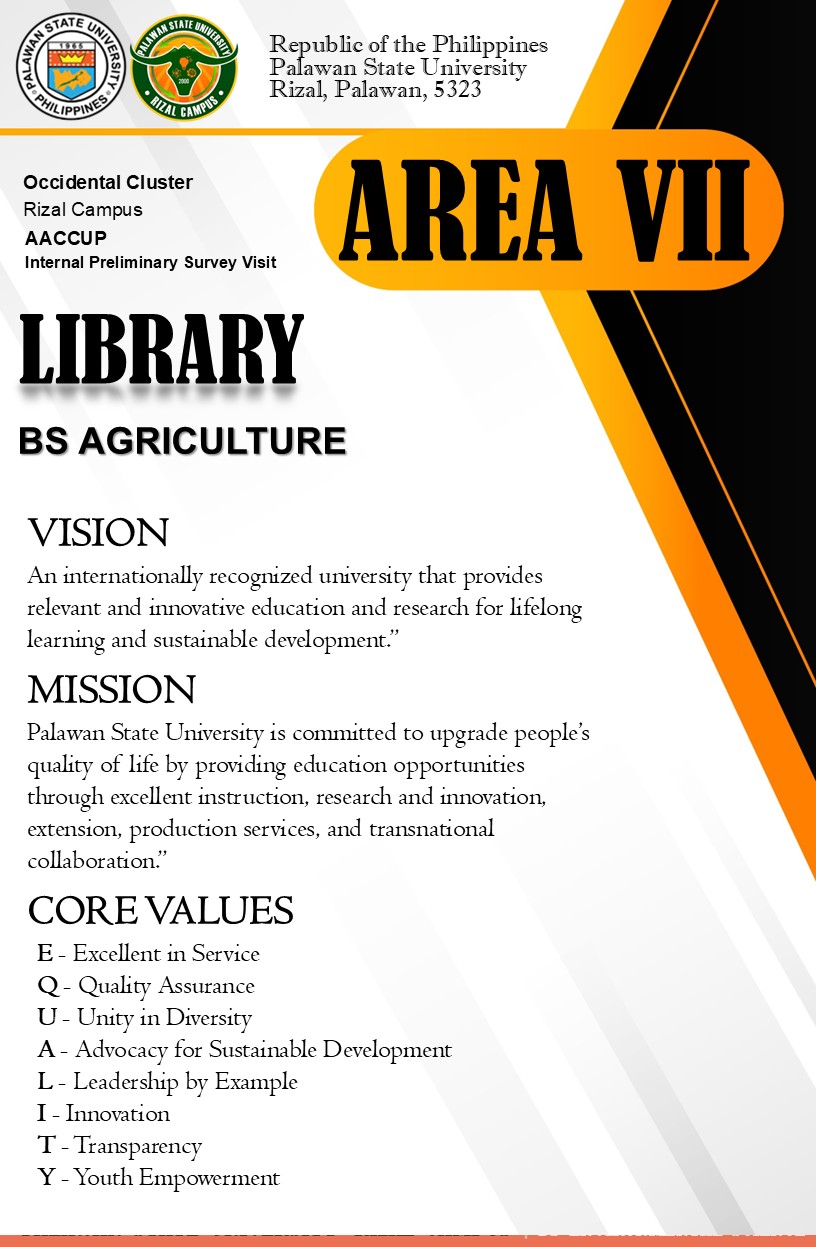 PALAWAN STATE UNIVERSITY
1965
PHILIPPINES
PALAWAN STATE UNIVERSITY
2000
RIZAL CAMPUS
Republic of the Philippines
Palawan State University
Rizal, Palawan, 5323
Occidental Cluster
Rizal Campus
AACCUP
Internal Preliminary Survey Visit
AREA VII
LIBRARY
BS AGRICULTURE
VISION
An internationally recognized university that provides
relevant and innovative education and research for lifelong
learning and sustainable development.”
MISSION
Palawan State University is committed to upgrade people’s
quality of life by providing education opportunities
through excellent instruction, research and innovation,
extension, production services, and transnational
collaboration.”
CORE VALUES
E - Excellent in Service
Q - Quality Assurance
U - Unity in Diversity
A - Advocacy for Sustainable Development
L - Leadership by Example
I - Innovation
T - Transparency
Y - Youth Empowerment